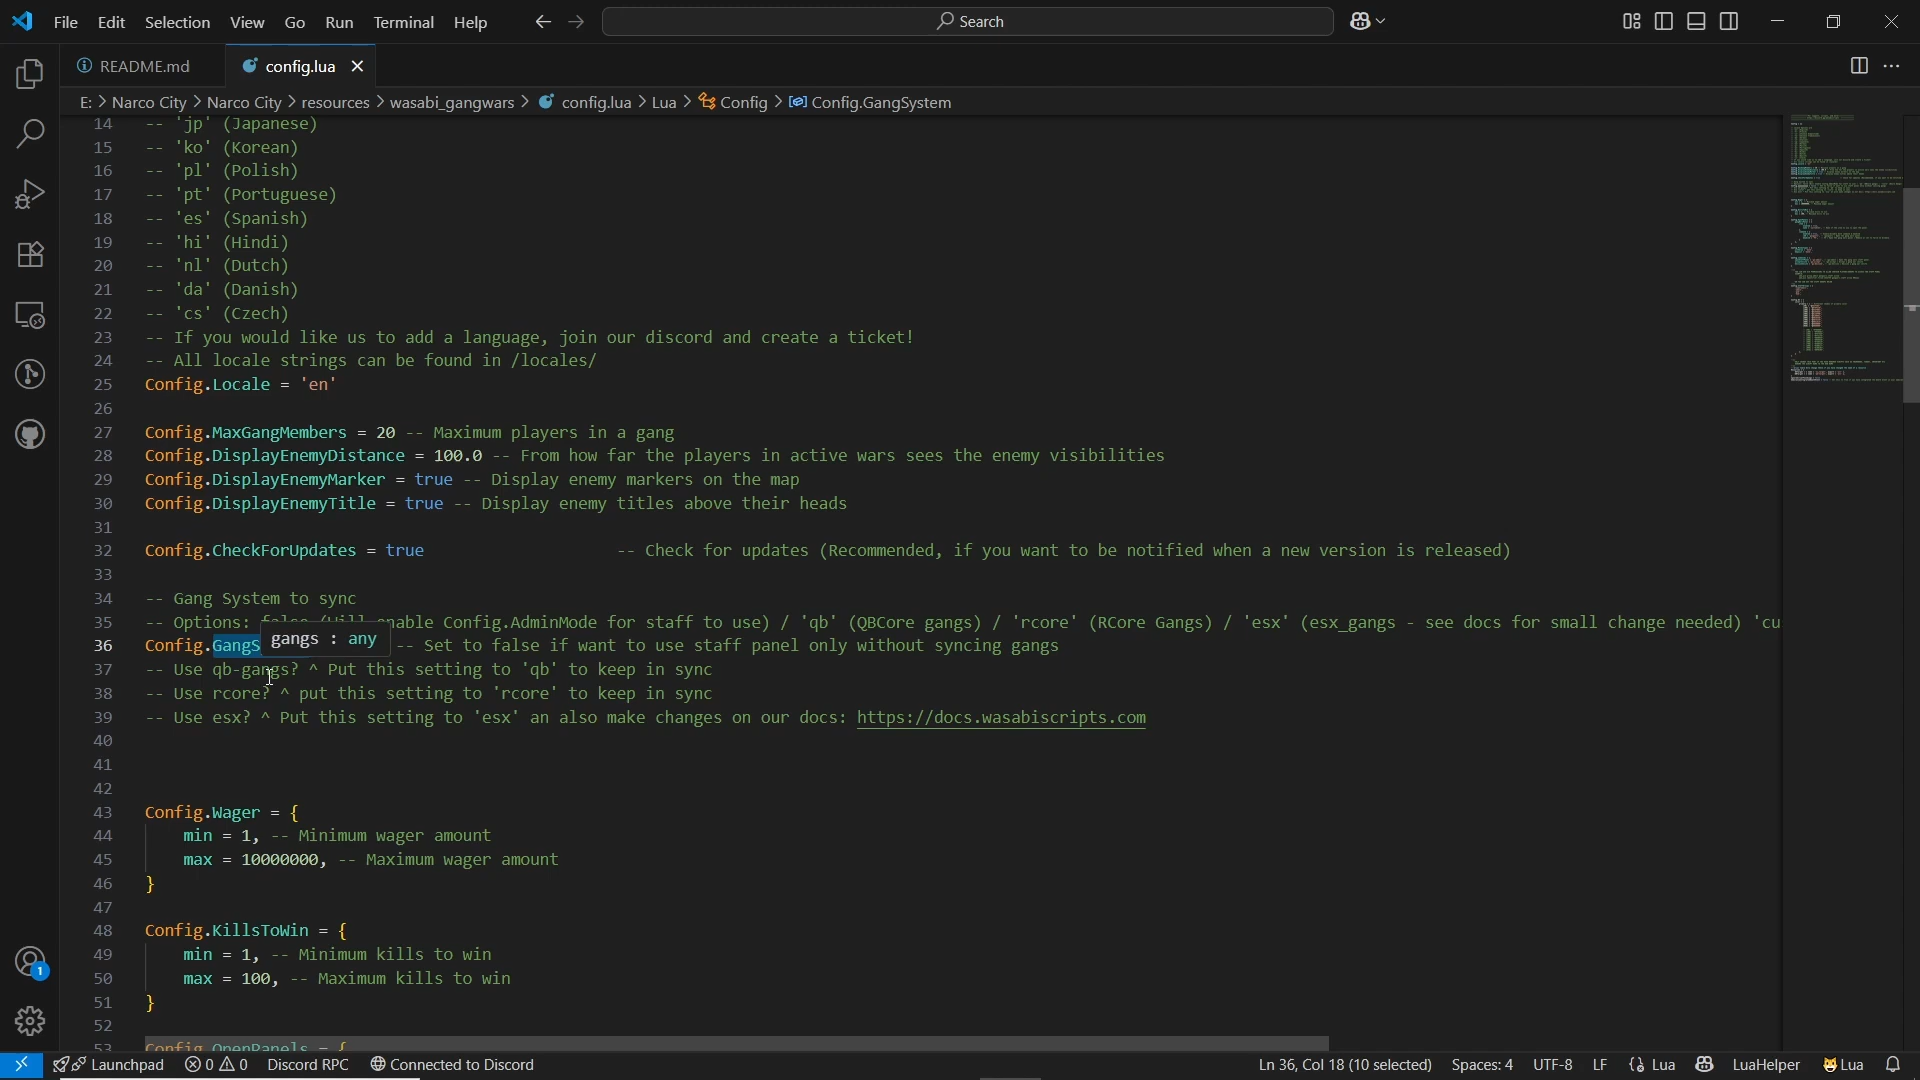 File Edit Selection View Go Run Terminal Help
Search
README.md
config.lua
E: > Narco City > Narco City > resources > wasabi_gangwars > config.lua > Lua > Config > Config.GangSystem
14 -- 'jp' (Japanese)
15 -- 'ko' (Korean)
16 -- 'pl' (Polish)
17 -- 'pt' (Portuguese)
18 -- 'es' (Spanish)
19 -- 'hi' (Hindi)
20 -- 'nl' (Dutch)
21 -- 'da' (Danish)
22 -- 'cs' (Czech)
23 -- If you would like us to add a language, join our discord and create a ticket!
24 -- All locale strings can be found in /locales/
25 Config.Locale = 'en'
26
27 Config.MaxGangMembers = 20 -- Maximum players in a gang
28 Config.DisplayEnemyDistance = 100.0 -- From how far the players in active wars sees the enemy visibilities
29 Config.DisplayEnemyMarker = true -- Display enemy markers on the map
30 Config.DisplayEnemyTitle = true -- Display enemy titles above their heads
31
32 Config.CheckForUpdates = true -- Check for updates (Recommended, if you want to be notified when a new version is released)
33
34 -- Gang System to sync
35 -- Options: enable Config.AdminMode for staff to use) / 'qb' (QBCore gangs) / 'rcore' (RCore Gangs) / 'esx' (esx_gangs - see docs for small change needed) 'cu
gangs : any
36 Config.GangS -- Set to false if want to use staff panel only without syncing gangs
37 -- Use qb-gangs? ^ Put this setting to 'qb' to keep in sync
38 -- Use rcore? ^ put this setting to 'rcore' to keep in sync
39 -- Use esx? ^ Put this setting to 'esx' an also make changes on our docs: https://docs.wasabiscripts.com
40
41
42
43 Config.Wager = {
44 min = 1, -- Minimum wager amount
45 max = 10000000, -- Maximum wager amount
46 }
47
48 Config.KillsToWin = {
49 min = 1, -- Minimum kills to win
50 max = 100, -- Maximum kills to win
51 }
52
53 Config.OpenPanels = {
1
Launchpad 0 0 Discord RPC Connected to Discord Ln 36, Col 18 (10 selected) Spaces: 4 UTF-8 LF {} Lua LuaHelper Lua